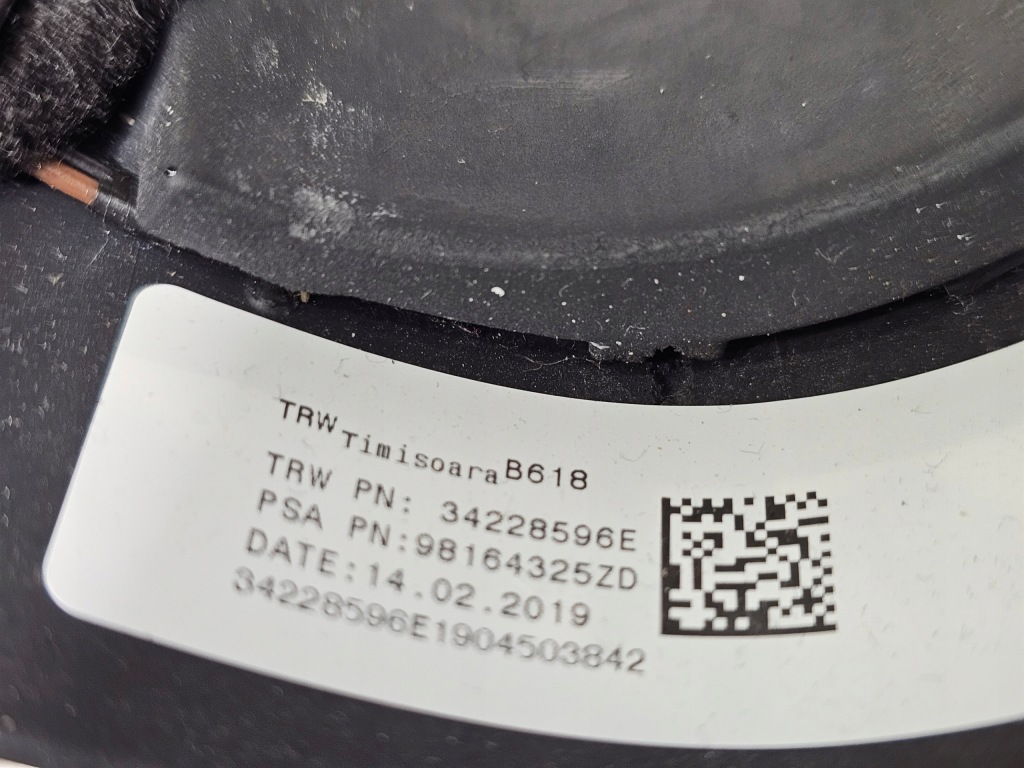 TRW Timisoara B618
TRW PN: 34228596E
PSA PN:98164325ZD
DATE:14.02.2019
34228596E1904503842